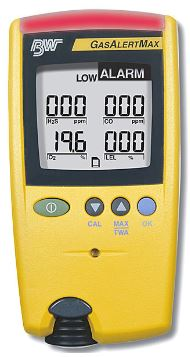 BW GASALERTMAX
LOW ALARM
000 000
H2S ppm CO ppm
19.6 000
O2 % LEL %
CAL MAX OK
TWA